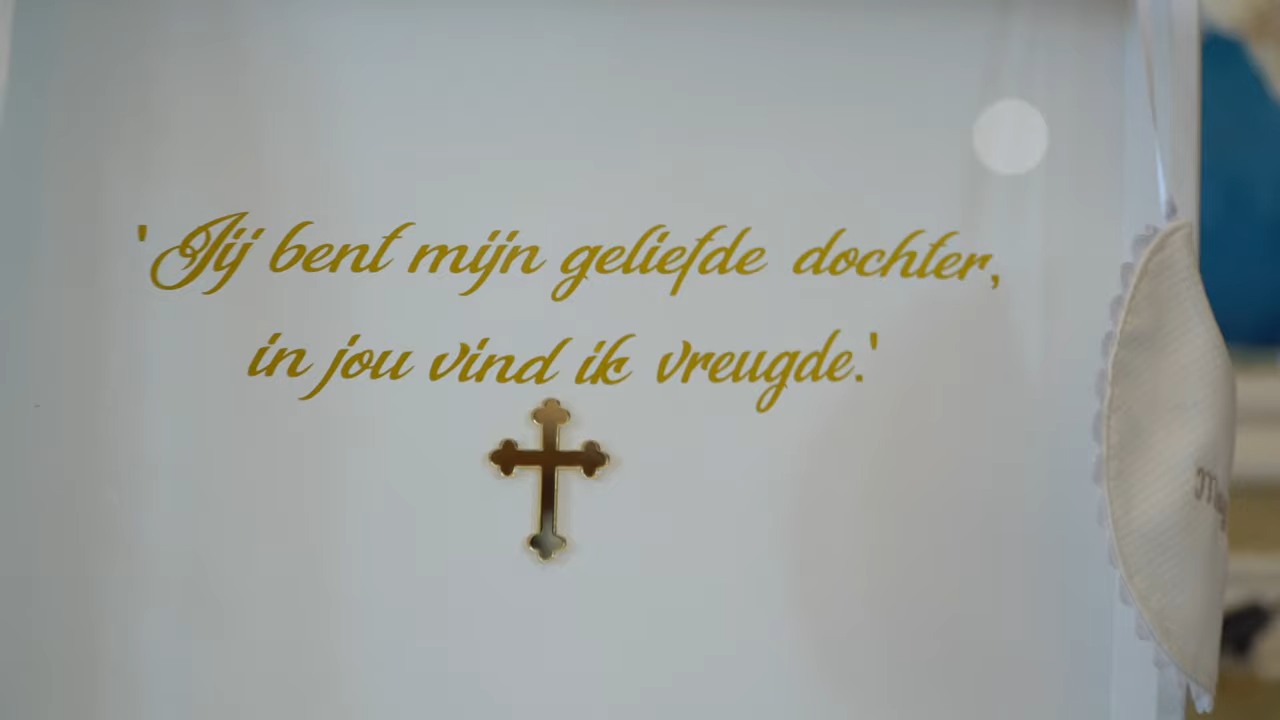 'Jij bent mijn geliefde dochter,
in jou vind ik vreugde.'